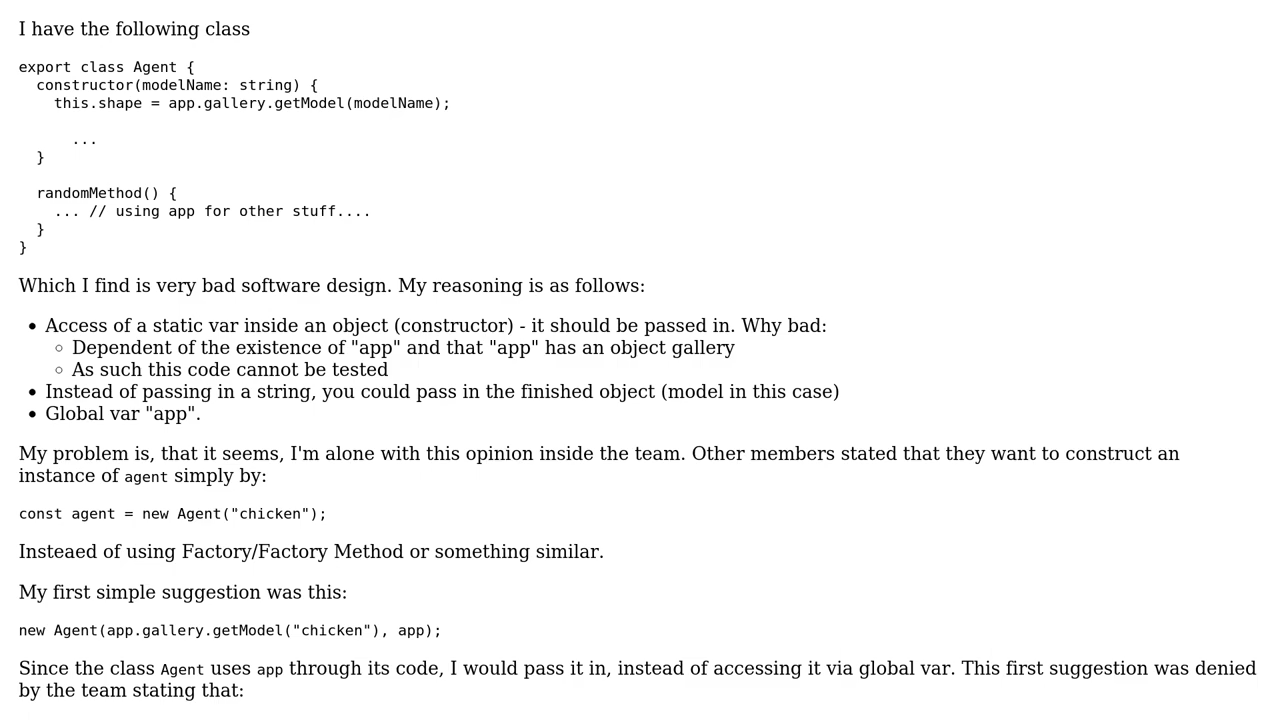 I have the following class
export class Agent {
  constructor(modelName: string) {
    this.shape = app.gallery.getModel(modelName);
      ...
  }
  randomMethod() {
    ... // using app for other stuff....
  }
}
Which I find is very bad software design. My reasoning is as follows:
• Access of a static var inside an object (constructor) - it should be passed in. Why bad:
◦ Dependent of the existence of "app" and that "app" has an object gallery
◦ As such this code cannot be tested
• Instead of passing in a string, you could pass in the finished object (model in this case)
• Global var "app".
My problem is, that it seems, I'm alone with this opinion inside the team. Other members stated that they want to construct an
instance of agent simply by:
const agent = new Agent("chicken");
Insteaed of using Factory/Factory Method or something similar.
My first simple suggestion was this:
new Agent(app.gallery.getModel("chicken"), app);
Since the class Agent uses app through its code, I would pass it in, instead of accessing it via global var. This first suggestion was denied
by the team stating that: